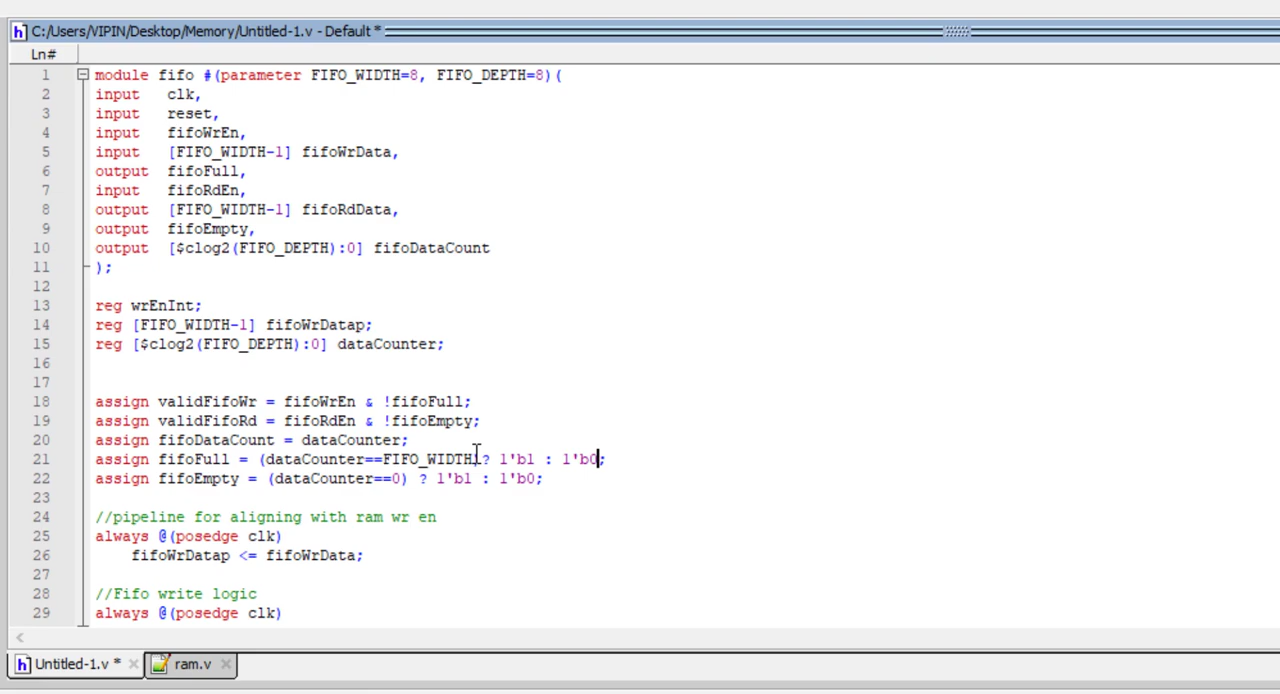 C:/Users/VIPIN/Desktop/Memory/Untitled-1.v - Default *
Ln#
1 module fifo #(parameter FIFO_WIDTH=8, FIFO_DEPTH=8)(
2 input clk,
3 input reset,
4 input fifoWrEn,
5 input [FIFO_WIDTH-1] fifoWrData,
6 output fifoFull,
7 input fifoRdEn,
8 output [FIFO_WIDTH-1] fifoRdData,
9 output fifoEmpty,
10 output [$clog2(FIFO_DEPTH):0] fifoDataCount
11 );
12
13 reg wrEnInt;
14 reg [FIFO_WIDTH-1] fifoWrDatap;
15 reg [$clog2(FIFO_DEPTH):0] dataCounter;
16
17
18 assign validFifoWr = fifoWrEn & !fifoFull;
19 assign validFifoRd = fifoRdEn & !fifoEmpty;
20 assign fifoDataCount = dataCounter;
21 assign fifoFull = (dataCounter==FIFO_WIDTH)? 1'b1 : 1'b0;
22 assign fifoEmpty = (dataCounter==0) ? 1'b1 : 1'b0;
23
24 //pipeline for aligning with ram wr en
25 always @(posedge clk)
26 fifoWrDatap <= fifoWrData;
27
28 //Fifo write logic
29 always @(posedge clk)
Untitled-1.v * ram.v